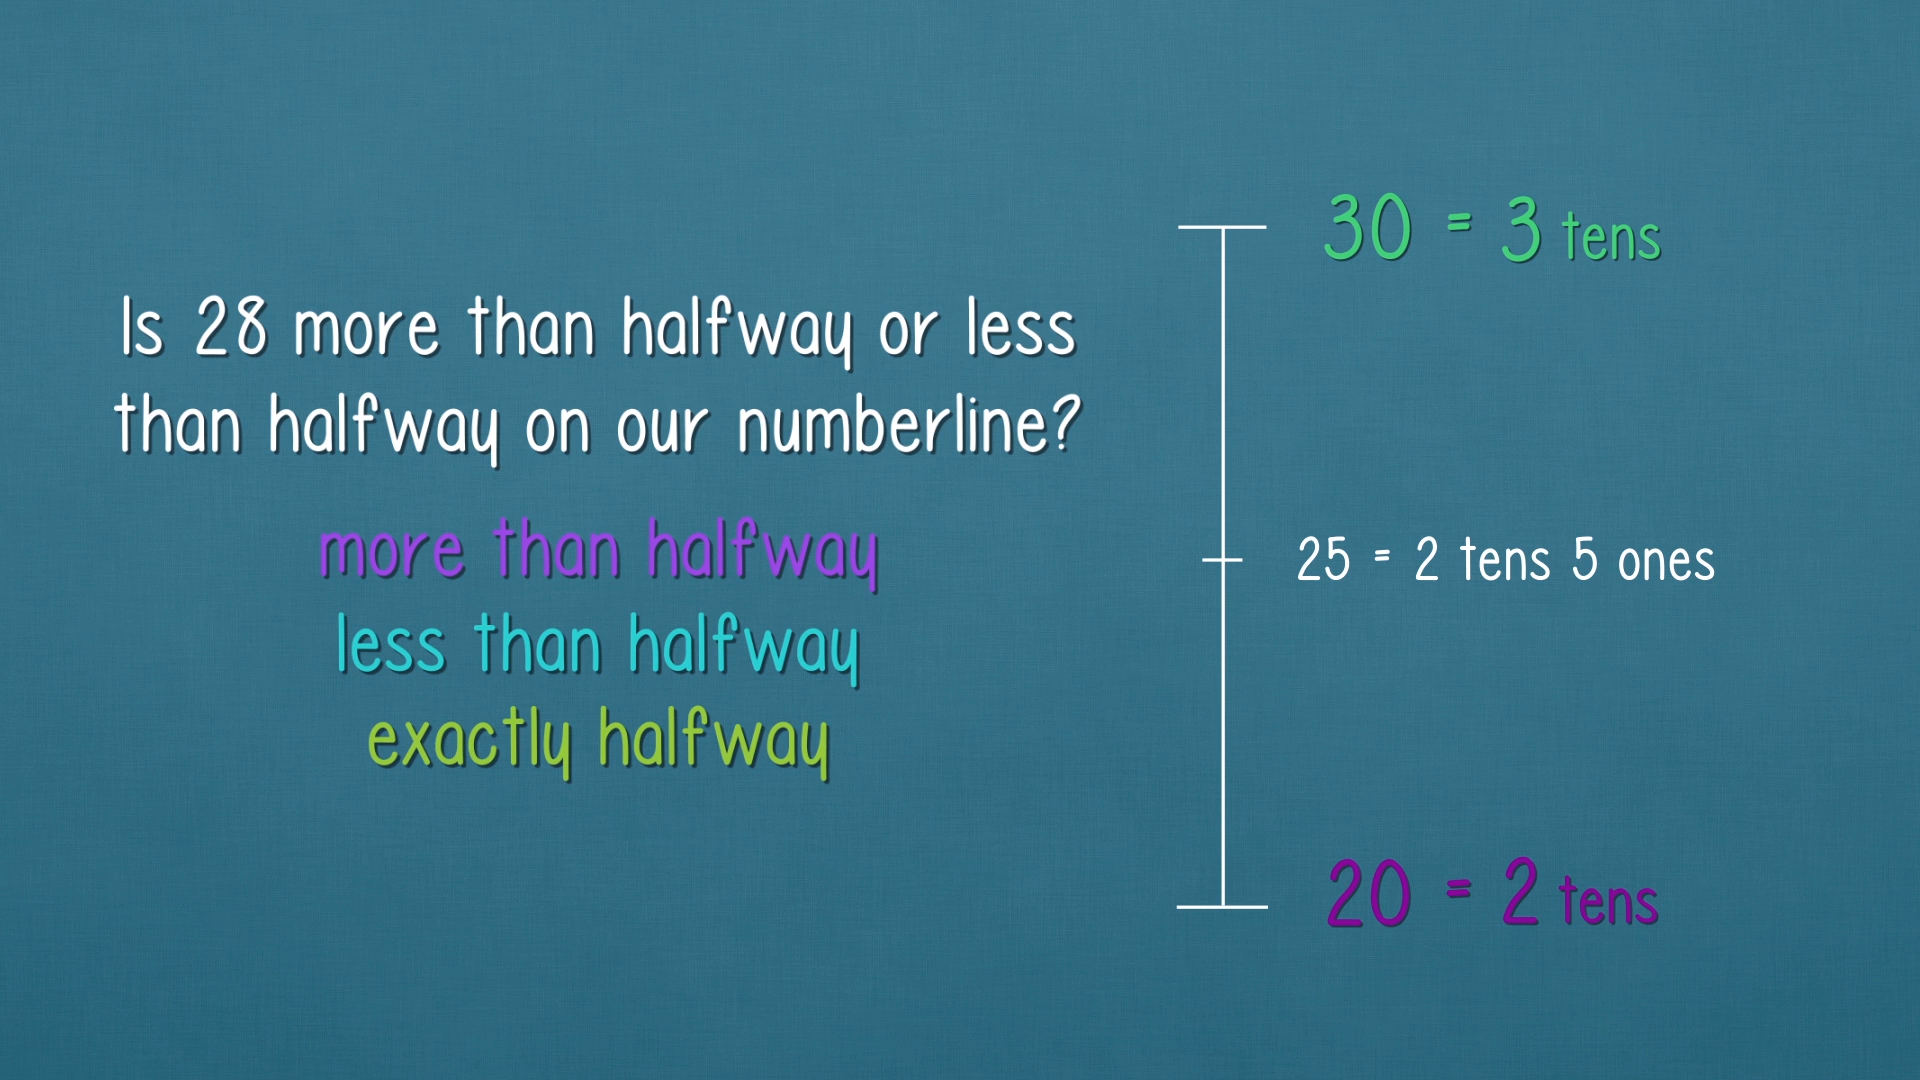 Is 28 more than halfway or less
than halfway on our numberline?
more than halfway
less than halfway
exactly halfway
30 = 3 tens
25 = 2 tens 5 ones
20 = 2 tens